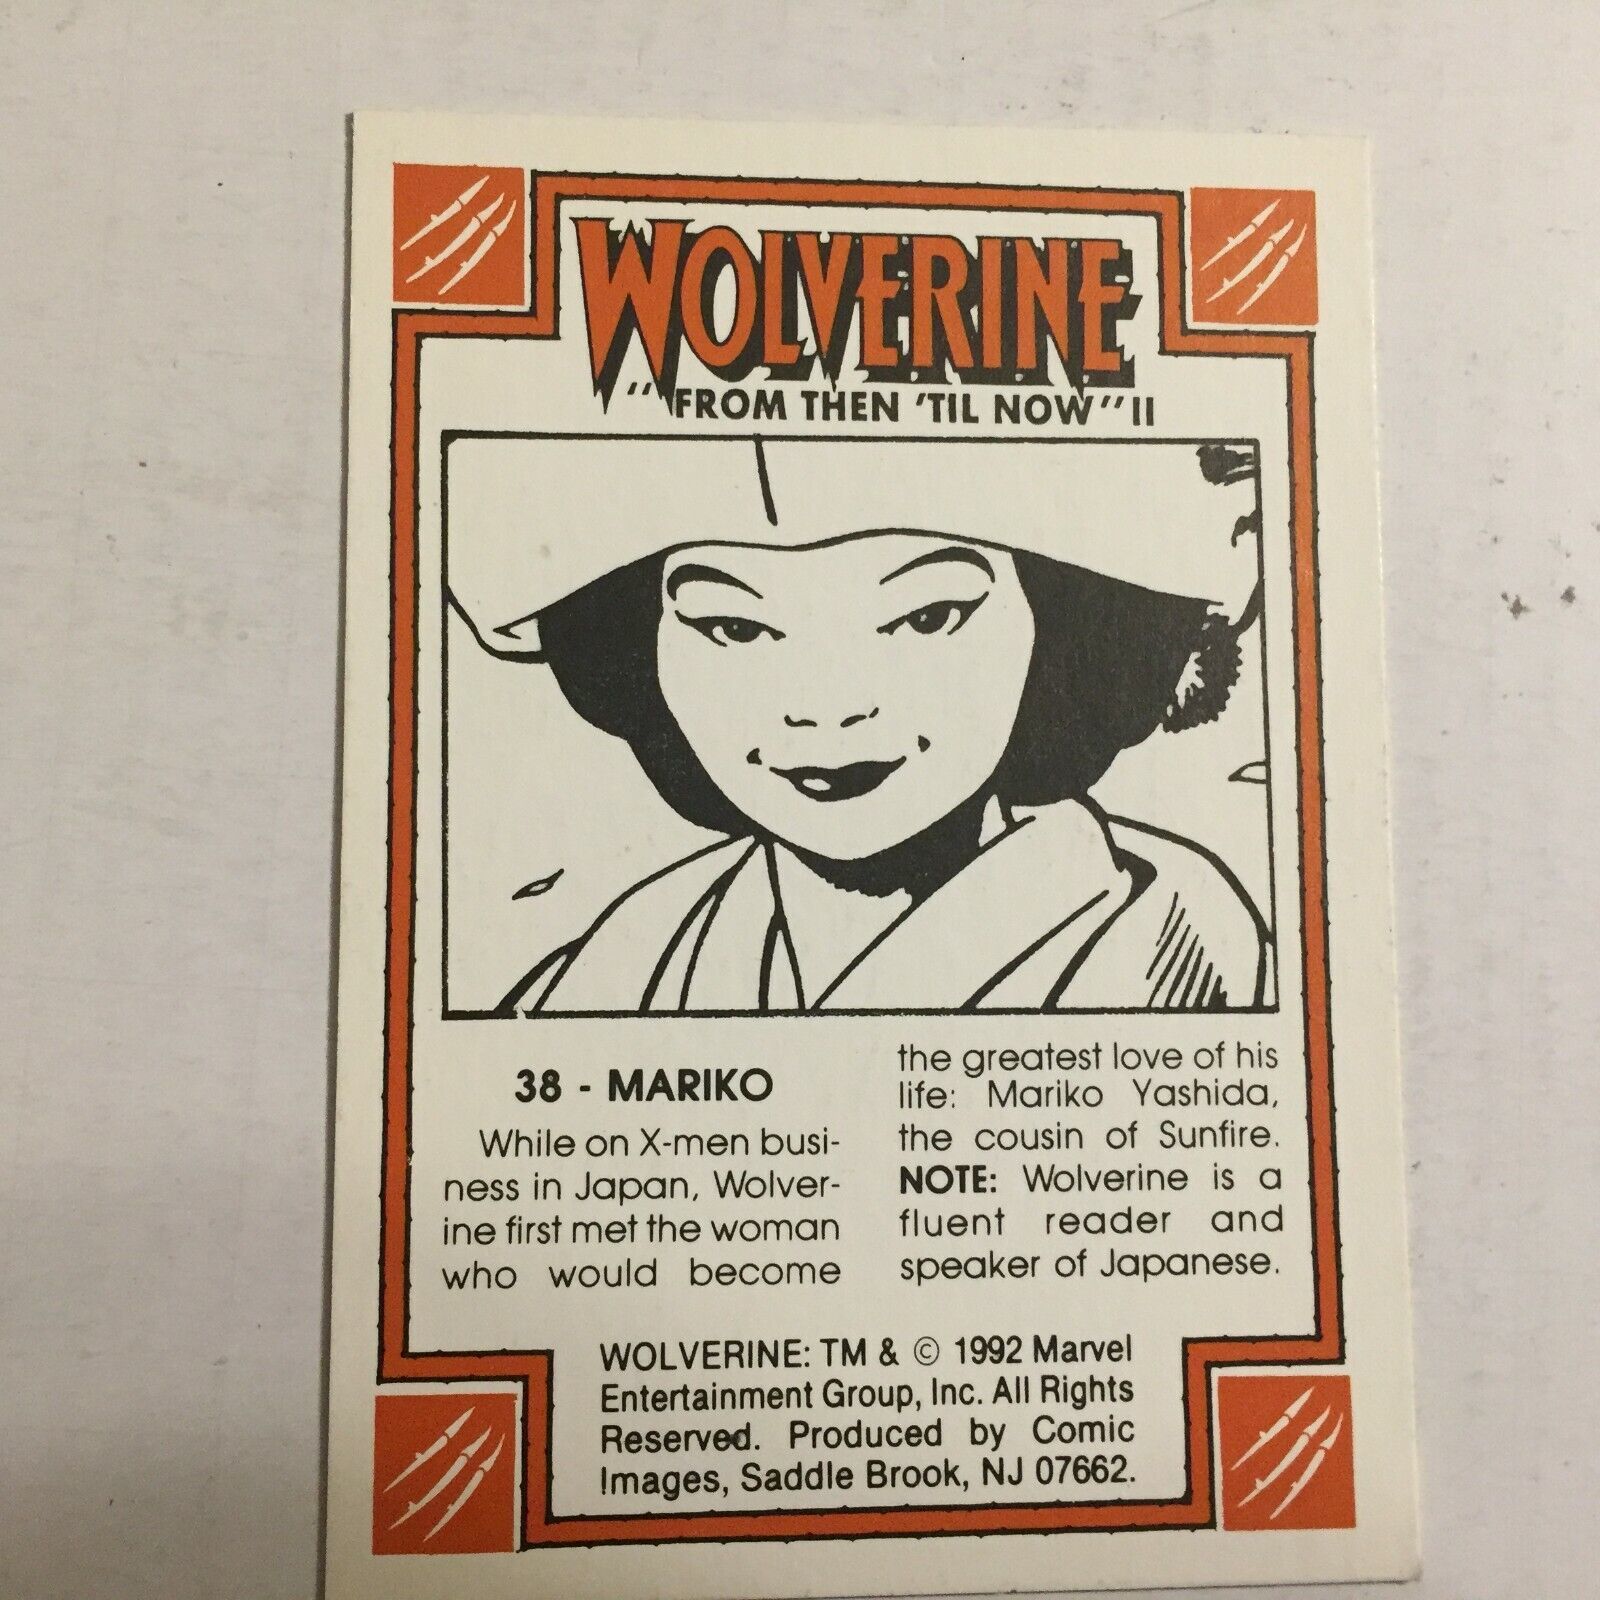 WOLVERINE
"FROM THEN 'TIL NOW" II
38 - MARIKO
While on X-men busi-
ness in Japan, Wolver-
ine first met the woman
who would become
the greatest love of his
life: Mariko Yashida,
the cousin of Sunfire.
NOTE: Wolverine is a
fluent reader and
speaker of Japanese.
WOLVERINE: TM & © 1992 Marvel
Entertainment Group, Inc. All Rights
Reserved. Produced by Comic
Images, Saddle Brook, NJ 07662.